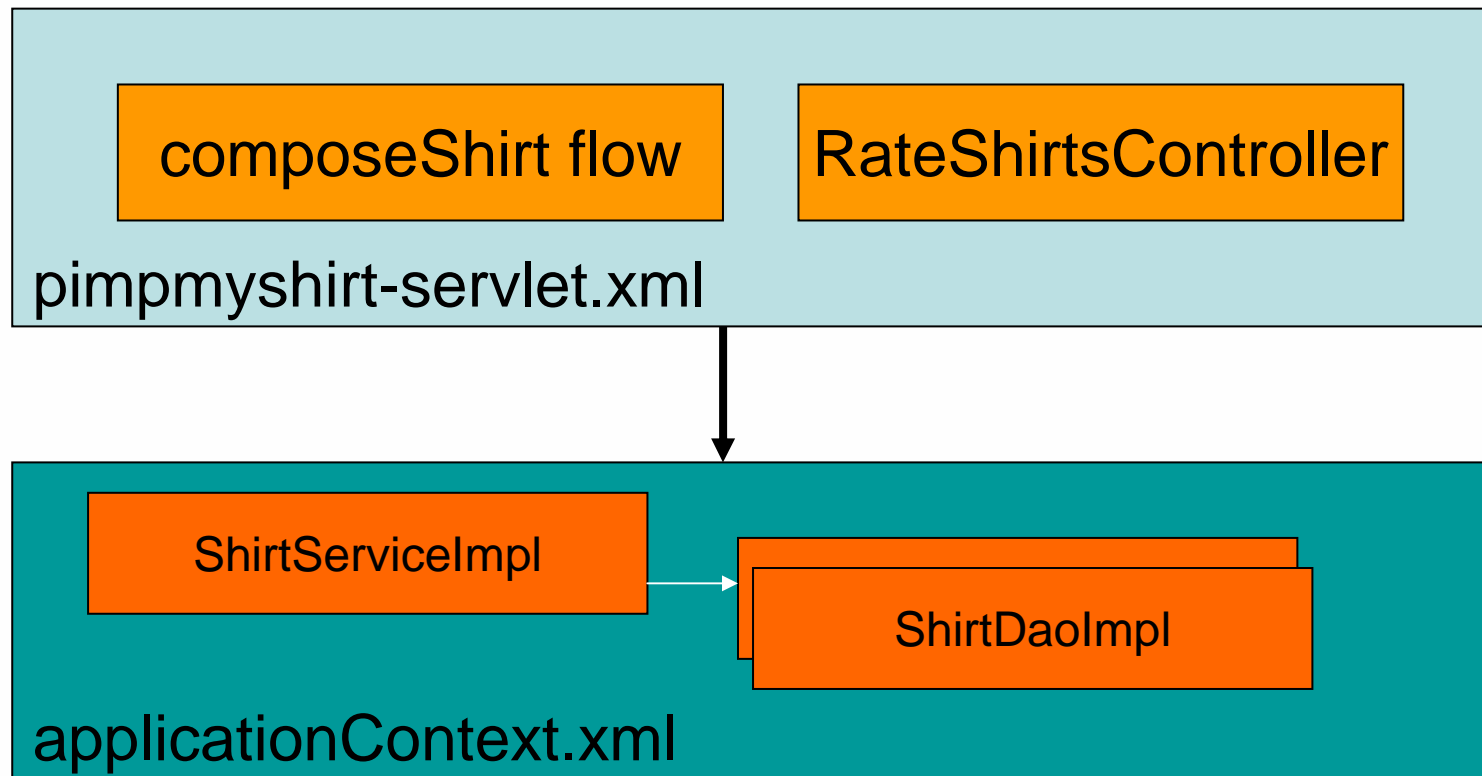 composeShirt flow
RateShirtsController
pimpmyshirt-servlet.xml
ShirtServiceImpl
ShirtDaoImpl
applicationContext.xml